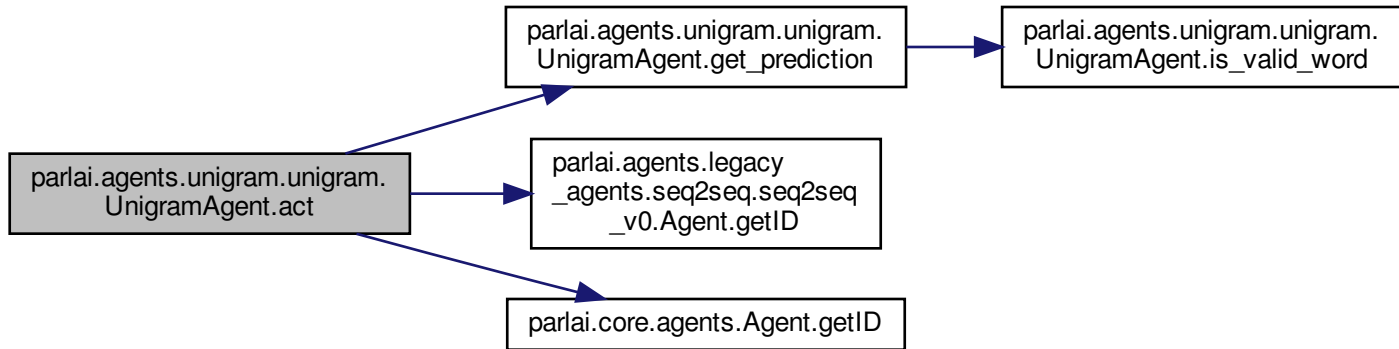 parlai.agents.unigram.unigram.
UnigramAgent.act
parlai.agents.unigram.unigram.
UnigramAgent.get_prediction
parlai.agents.unigram.unigram.
UnigramAgent.is_valid_word
parlai.agents.legacy
_agents.seq2seq.seq2seq
_v0.Agent.getID
parlai.core.agents.Agent.getID